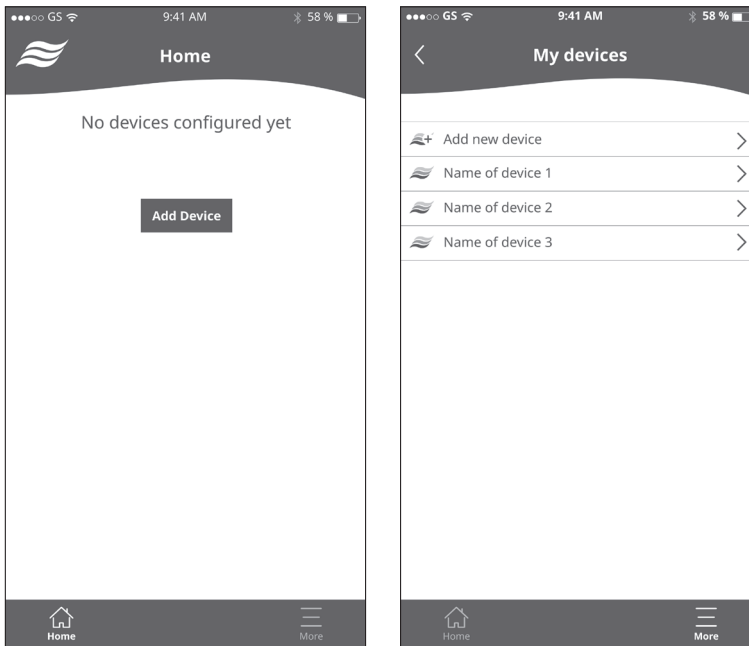 GS 9:41 AM 58 %
Home
No devices configured yet
Add Device
Home More
GS 9:41 AM 58 %
My devices
Add new device
Name of device 1
Name of device 2
Name of device 3
Home More